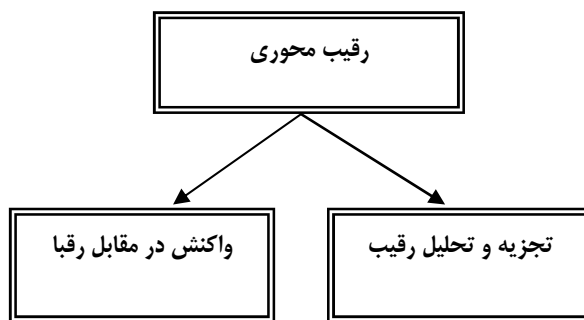 رقیب محوری
تجزیه و تحلیل رقیب
واکنش در مقابل رقبا